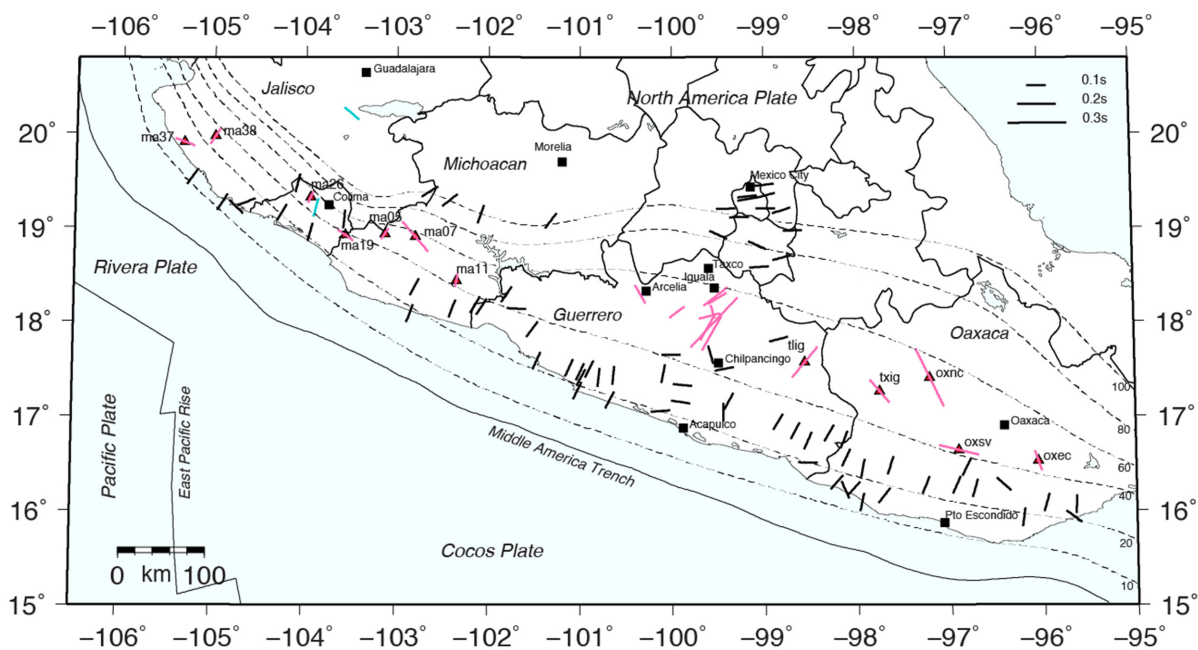 −106° −105° −104° −103° −102° −101° −100° −99° −98° −97° −96° −95°
Guadalajara
0.1s
Jalisco
North America Plate
0.2s
0.3s
20°
20°
ma37
ma38
Morelia
Michoacan
Mexico City
ma26
Colima
19°
19°
ma05
ma07
ma19
Rivera Plate
ma11
Taxco
Iguala
Arcelia
18°
18°
Guerrero
Oaxaca
tlig
Chilpancingo
txig
oxnc
100
17°
17°
Acapulco
Oaxaca
80
Pacific Plate
East Pacific Rise
Middle America Trench
oxsv
oxec
60
40
16°
16°
Pto Escondido
20
Cocos Plate
10
0 km 100
15°
15°
−106° −105° −104° −103° −102° −101° −100° −99° −98° −97° −96° −95°